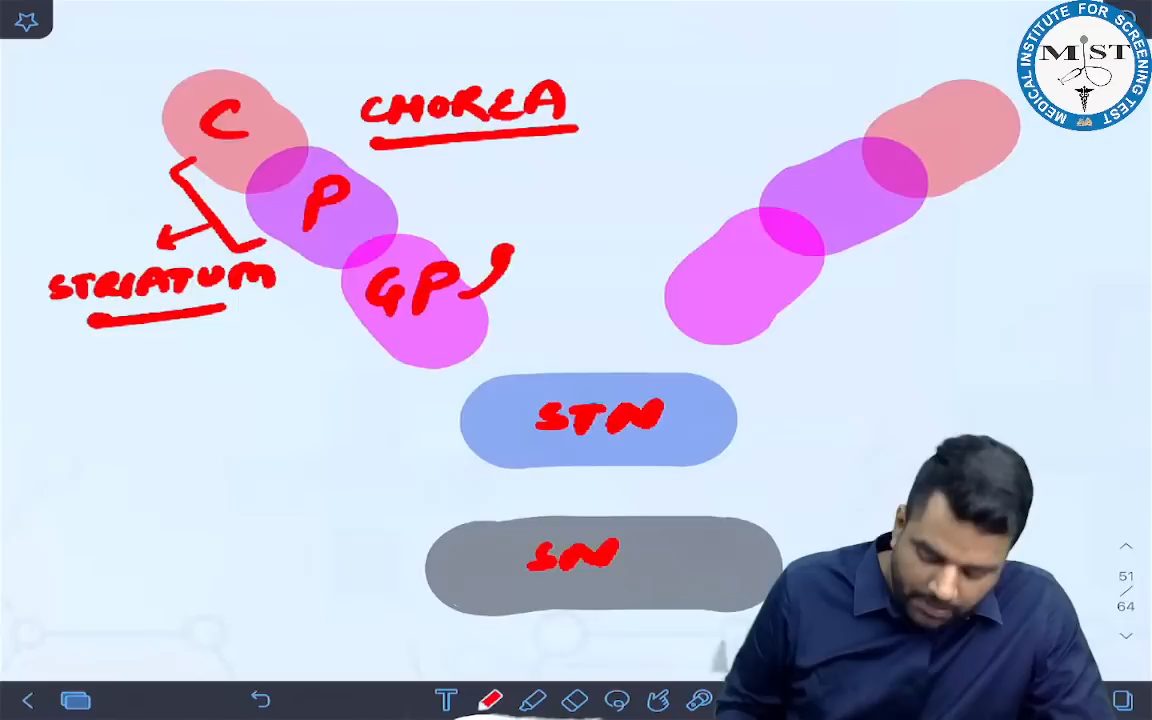 C
CHOREA
P
STRIATUM
GP
STN
SN
MIST
MEDICAL INSTITUTE FOR SCREENING TEST
51
/
64
T